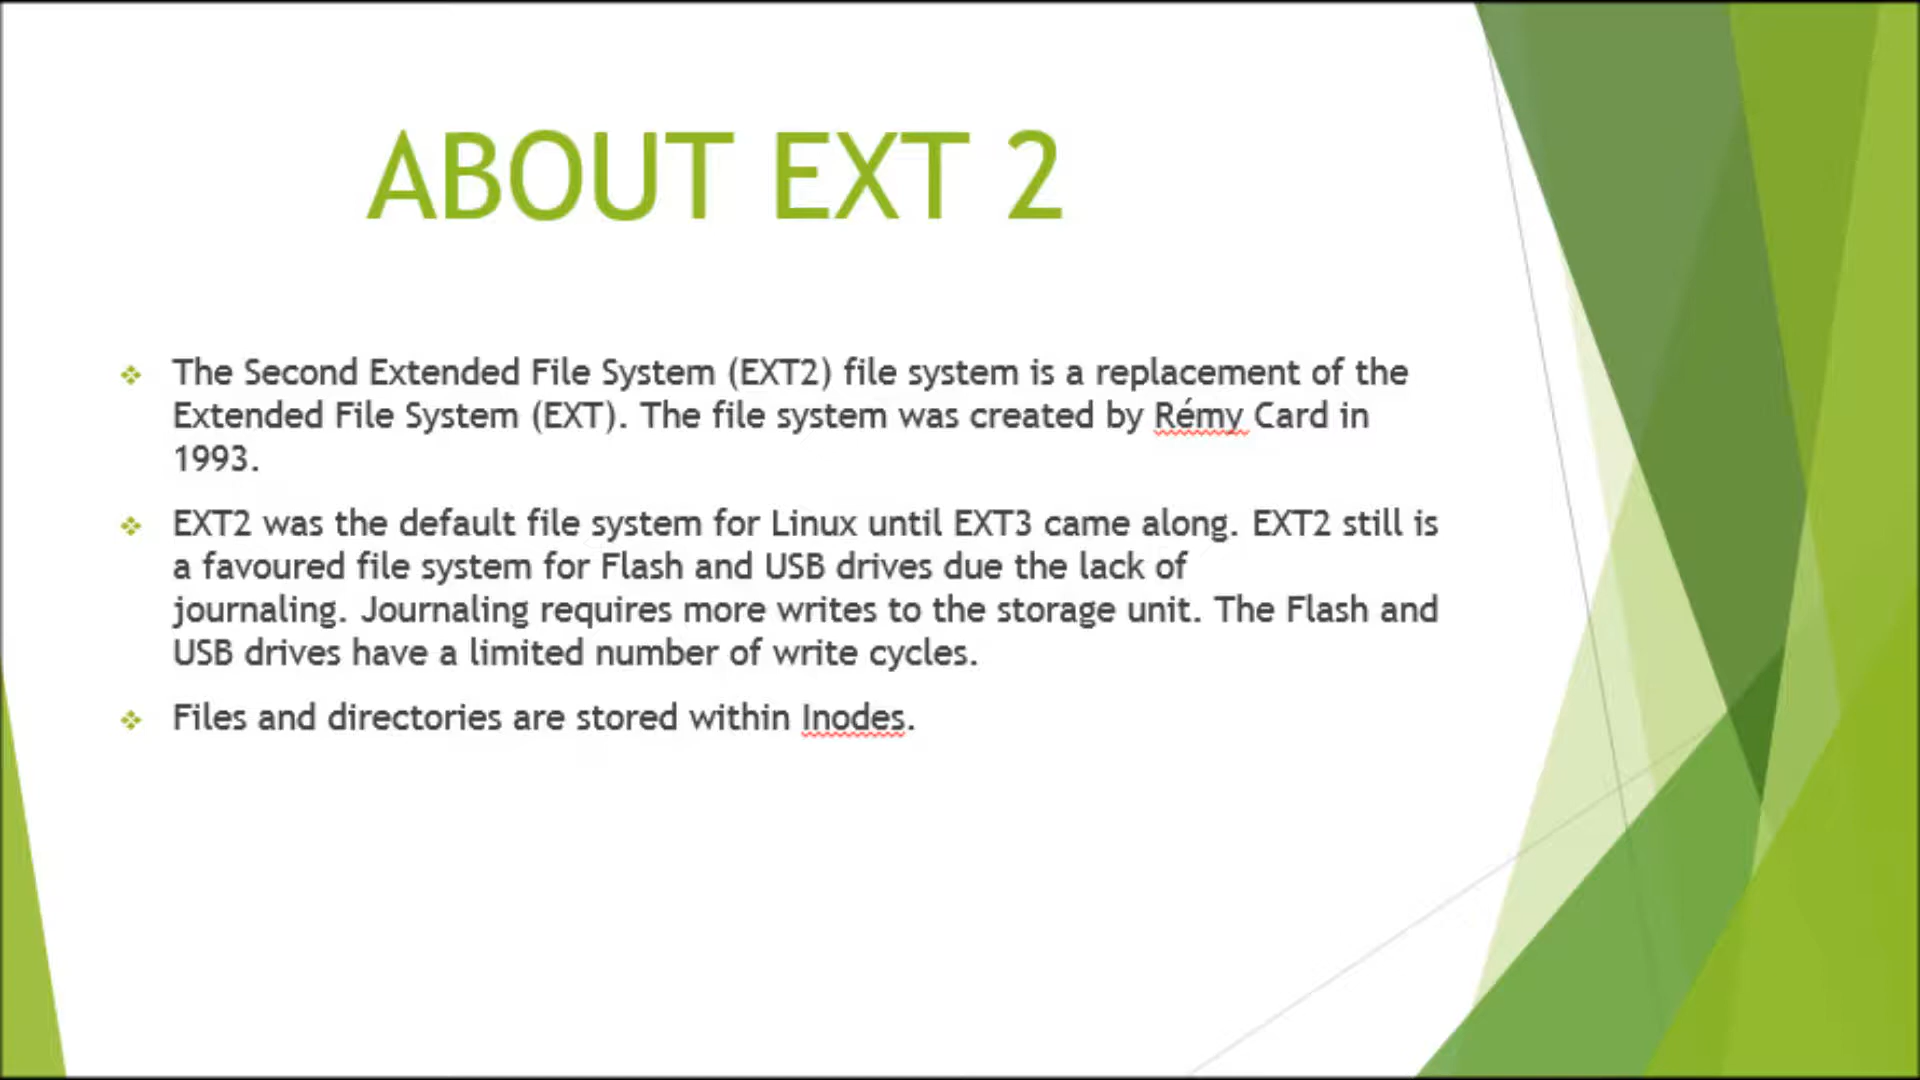 ABOUT EXT 2
The Second Extended File System (EXT2) file system is a replacement of the
Extended File System (EXT). The file system was created by Rémy Card in
1993.
EXT2 was the default file system for Linux until EXT3 came along. EXT2 still is
a favoured file system for Flash and USB drives due the lack of
journaling. Journaling requires more writes to the storage unit. The Flash and
USB drives have a limited number of write cycles.
Files and directories are stored within Inodes.